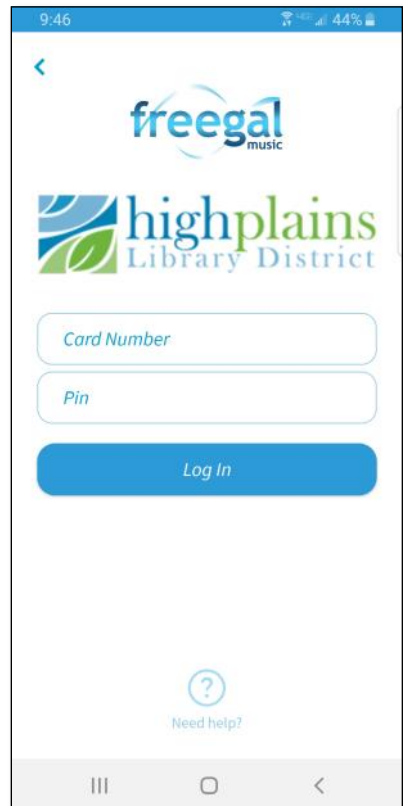 9:46 44%
freegal
music
highplains
Library District
Card Number
Pin
Log In
?
Need help?